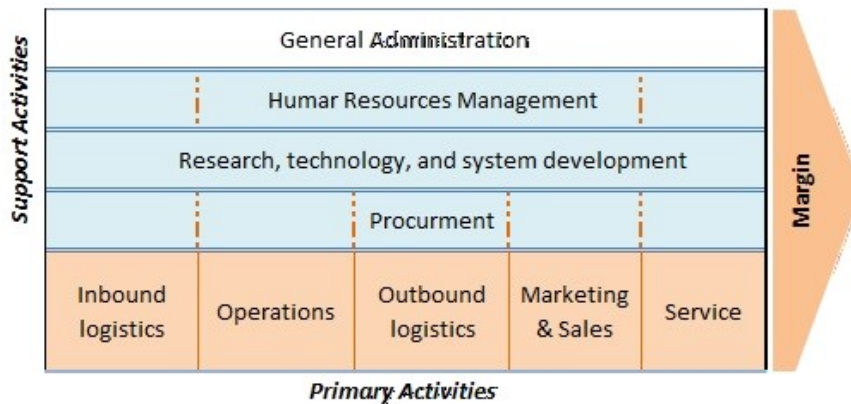 General Administration
Humar Resources Management
Research, technology, and system development
Procurment
Support Activities
Margin
Inbound
logistics
Operations
Outbound
logistics
Marketing
& Sales
Service
Primary Activities